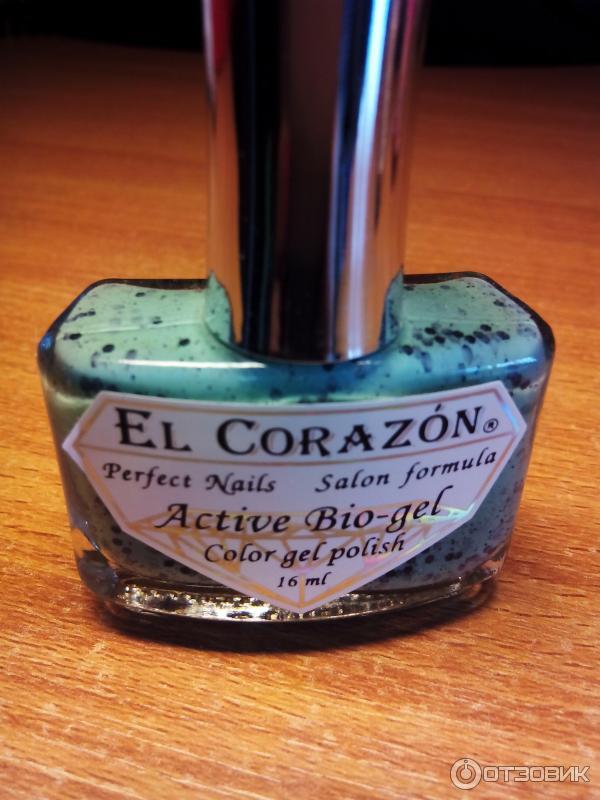 EL CORAZÓN®
Perfect Nails Salon formula
Active Bio-gel
Color gel polish
16 ml
ОТЗОВИК